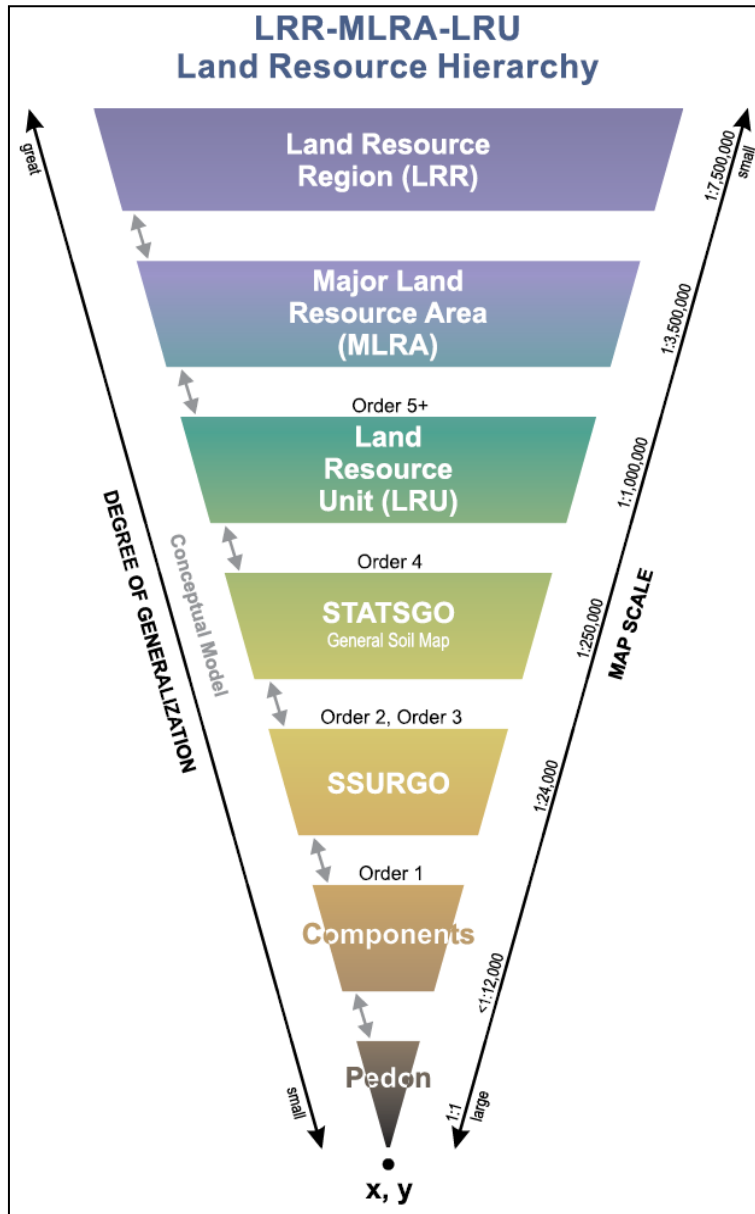 LRR-MLRA-LRU
Land Resource Hierarchy
great
small
Land Resource
Region (LRR)
1:7,500,000
Major Land
Resource Area
(MLRA)
1:3,500,000
Order 5+
Land
Resource
Unit (LRU)
1:1,000,000
DEGREE OF GENERALIZATION
Conceptual Model
Order 4
STATSGO
General Soil Map
1:250,000
MAP SCALE
Order 2, Order 3
SSURGO
1:24,000
Order 1
Components
<1:12,000
Pedon
small
1:1
large
x, y